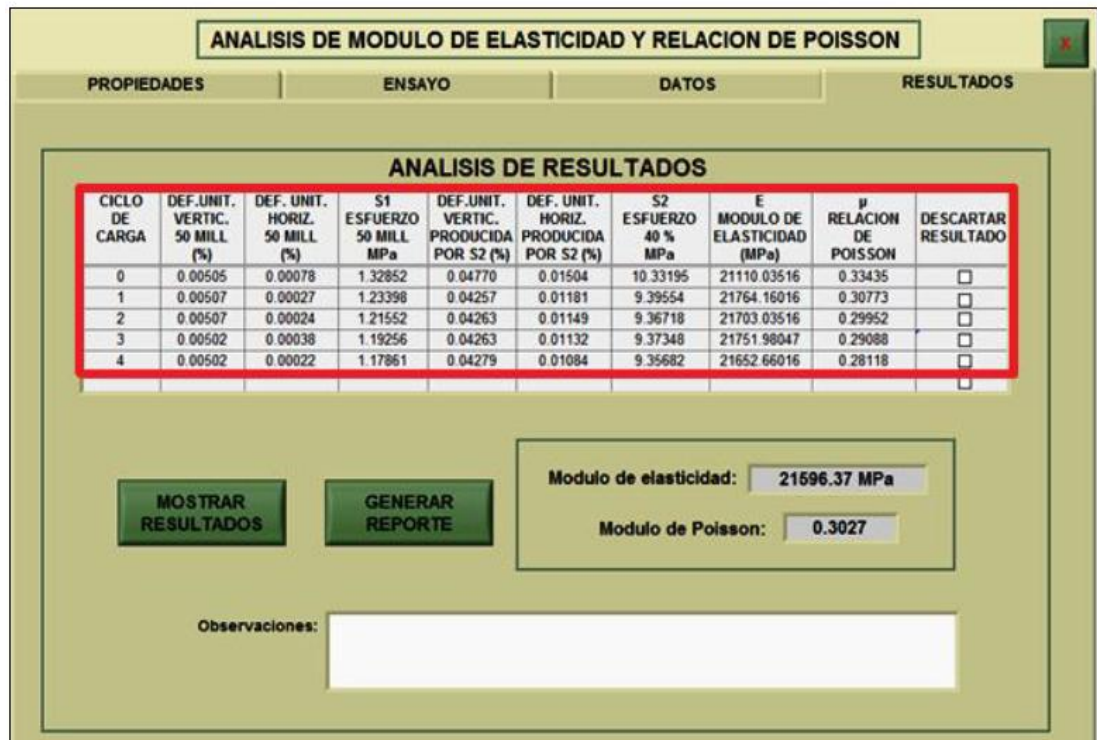 ANALISIS DE MODULO DE ELASTICIDAD Y RELACION DE POISSON
X
PROPIEDADES ENSAYO DATOS RESULTADOS
ANALISIS DE RESULTADOS
CICLO DEF.UNIT. DEF. UNIT. S1 DEF.UNIT. DEF. UNIT. S2 E μ
DE VERTIC. HORIZ. ESFUERZO VERTIC. HORIZ. ESFUERZO MODULO DE RELACION DESCARTAR
CARGA 50 MILL 50 MILL 50 MILL PRODUCIDA PRODUCIDA 40 % ELASTICIDAD DE RESULTADO
(%) (%) MPa POR S2 (%) POR S2 (%) MPa (MPa) POISSON
0 0.00505 0.00078 1.32852 0.04770 0.01504 10.33195 21110.03516 0.33435
1 0.00507 0.00027 1.23398 0.04257 0.01181 9.39554 21764.16016 0.30773
2 0.00507 0.00024 1.21552 0.04263 0.01149 9.36718 21703.03516 0.29952
3 0.00502 0.00038 1.19256 0.04263 0.01132 9.37348 21751.98047 0.29088
4 0.00502 0.00022 1.17861 0.04279 0.01084 9.35682 21652.66016 0.28118
Modulo de elasticidad: 21596.37 MPa
MOSTRAR RESULTADOS
GENERAR REPORTE
Modulo de Poisson: 0.3027
Observaciones: